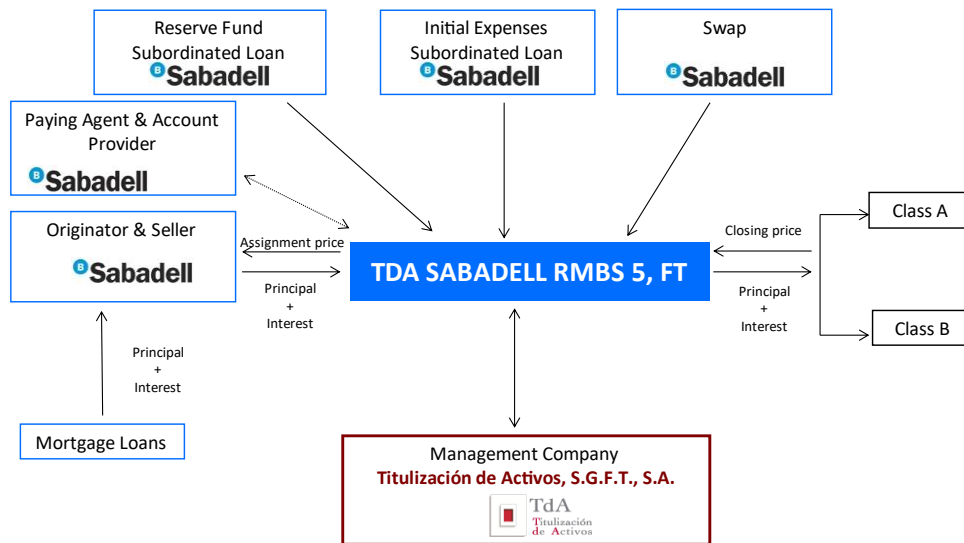 Reserve Fund
Subordinated Loan
B Sabadell
Initial Expenses
Subordinated Loan
B Sabadell
Swap
B Sabadell
Paying Agent & Account
Provider
B Sabadell
Originator & Seller
B Sabadell
Assignment price
Principal
+
Interest
TDA SABADELL RMBS 5, FT
Closing price
Principal
+
Interest
Class A
Class B
Principal
+
Interest
Mortgage Loans
Management Company
Titulización de Activos, S.G.F.T., S.A.
TdA
Titulización
de Activos